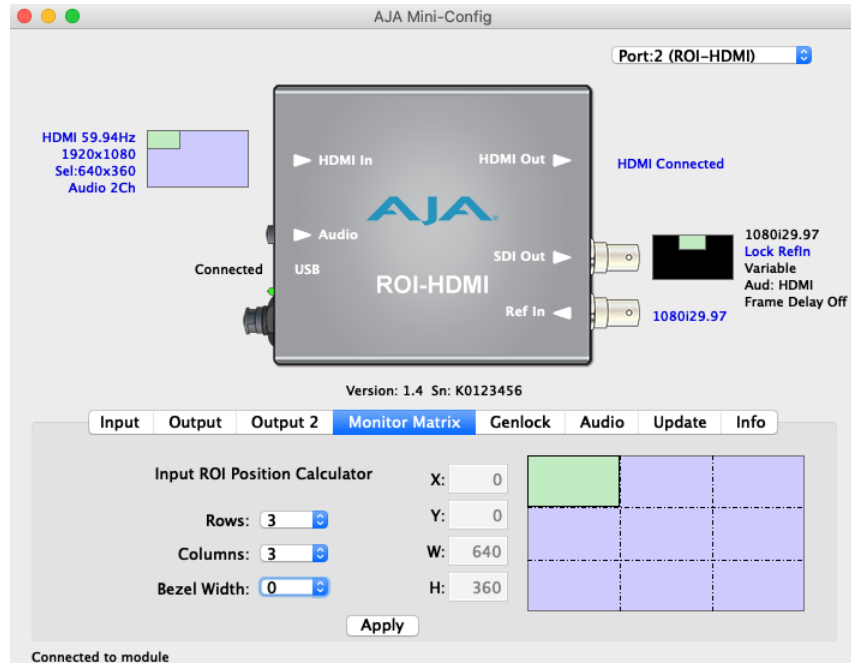 AJA Mini-Config
Port:2 (ROI-HDMI)
HDMI 59.94Hz
1920x1080
Sel:640x360
Audio 2Ch
HDMI In
HDMI Out
HDMI Connected
AJA
Audio
Connected
USB
SDI Out
ROI-HDMI
Ref In
1080i29.97
Lock RefIn
Variable
Aud: HDMI
Frame Delay Off
1080i29.97
Version: 1.4 Sn: K0123456
Input Output Output 2 Monitor Matrix Genlock Audio Update Info
Input ROI Position Calculator
X: 0
Rows: 3
Y: 0
Columns: 3
W: 640
Bezel Width: 0
H: 360
Apply
Connected to module